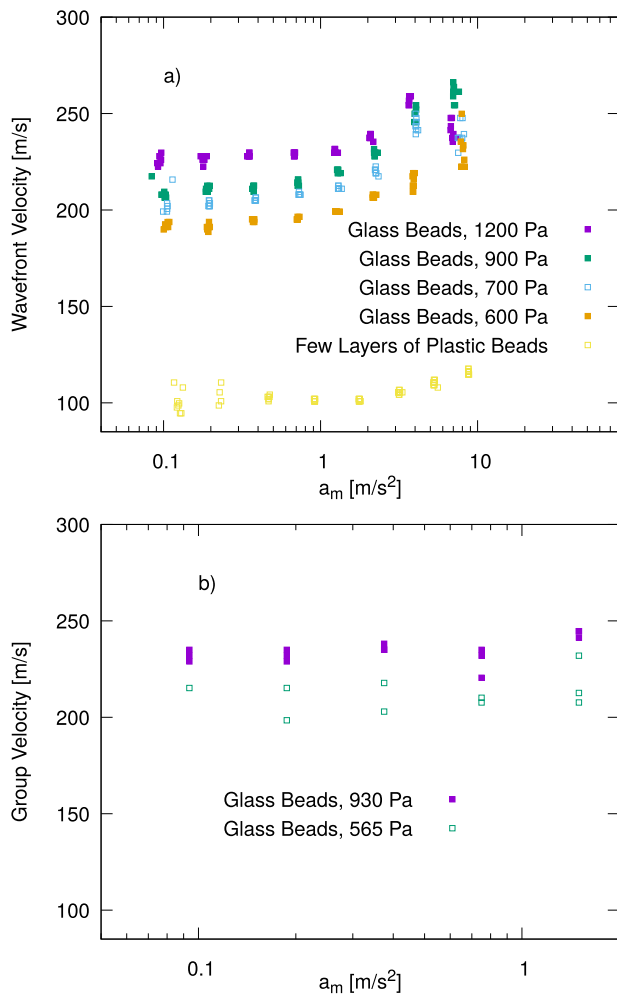 300
a)
250
200
150
100
Wavefront Velocity [m/s]
Glass Beads, 1200 Pa
Glass Beads, 900 Pa
Glass Beads, 700 Pa
Glass Beads, 600 Pa
Few Layers of Plastic Beads
0.1 1 10
a_m [m/s²]
300
b)
250
200
150
100
Group Velocity [m/s]
Glass Beads, 930 Pa
Glass Beads, 565 Pa
0.1 1
a_m [m/s²]